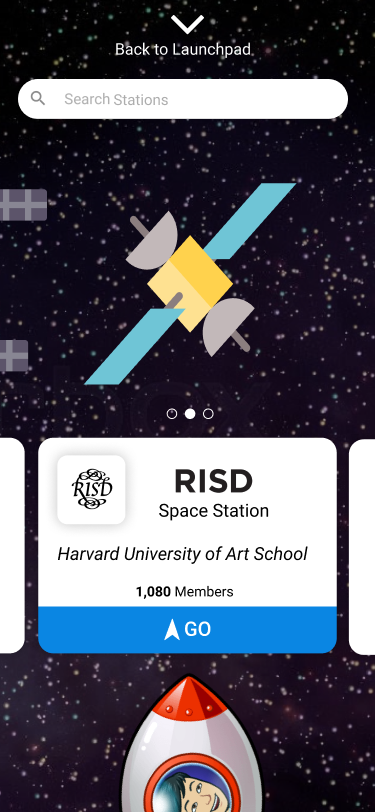 Back to Launchpad
Search Stations
RISD
RISD
Space Station
Harvard University of Art School
1,080 Members
GO